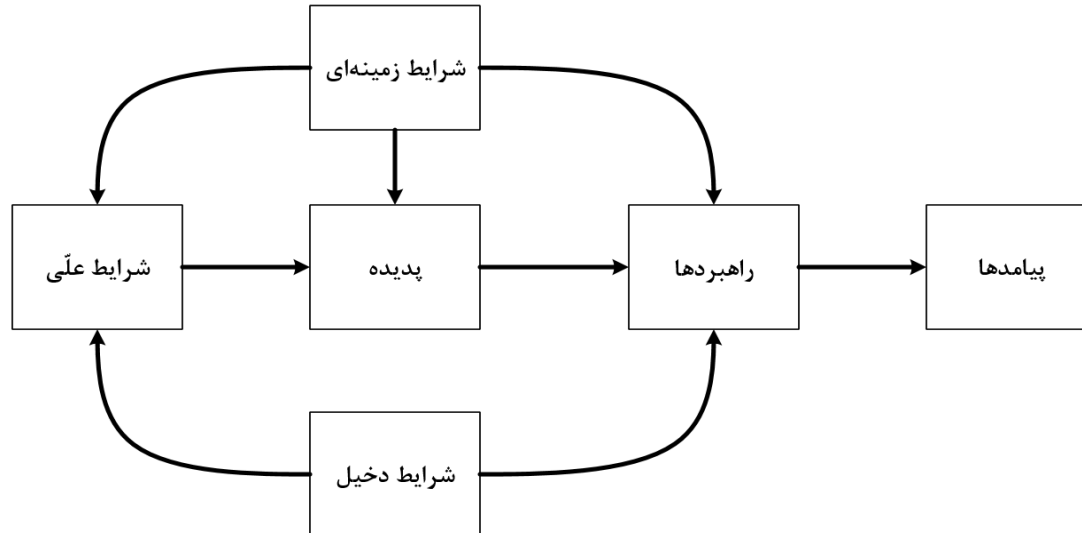 شرایط زمینه‌ای
شرایط علّی
پدیده
راهبردها
پیامدها
شرایط دخیل